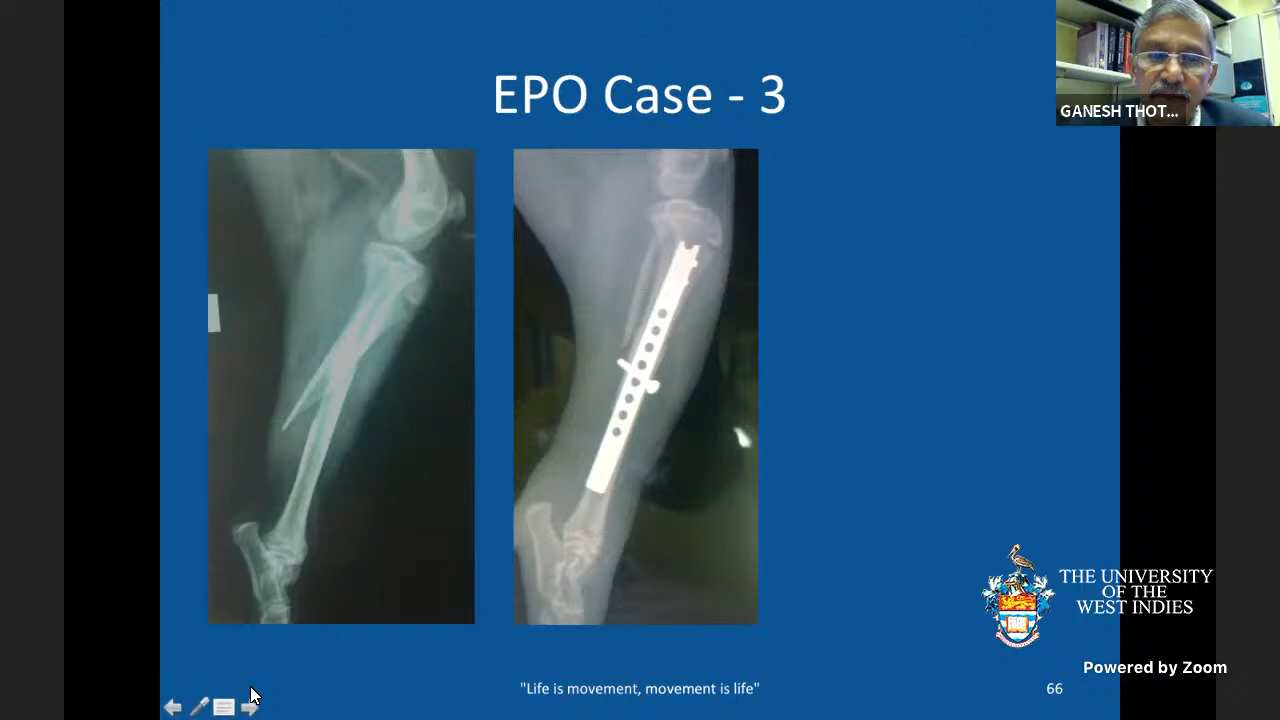 EPO Case - 3
GANESH THOT...
THE UNIVERSITY
OF THE
WEST INDIES
Powered by Zoom
"Life is movement, movement is life"
66